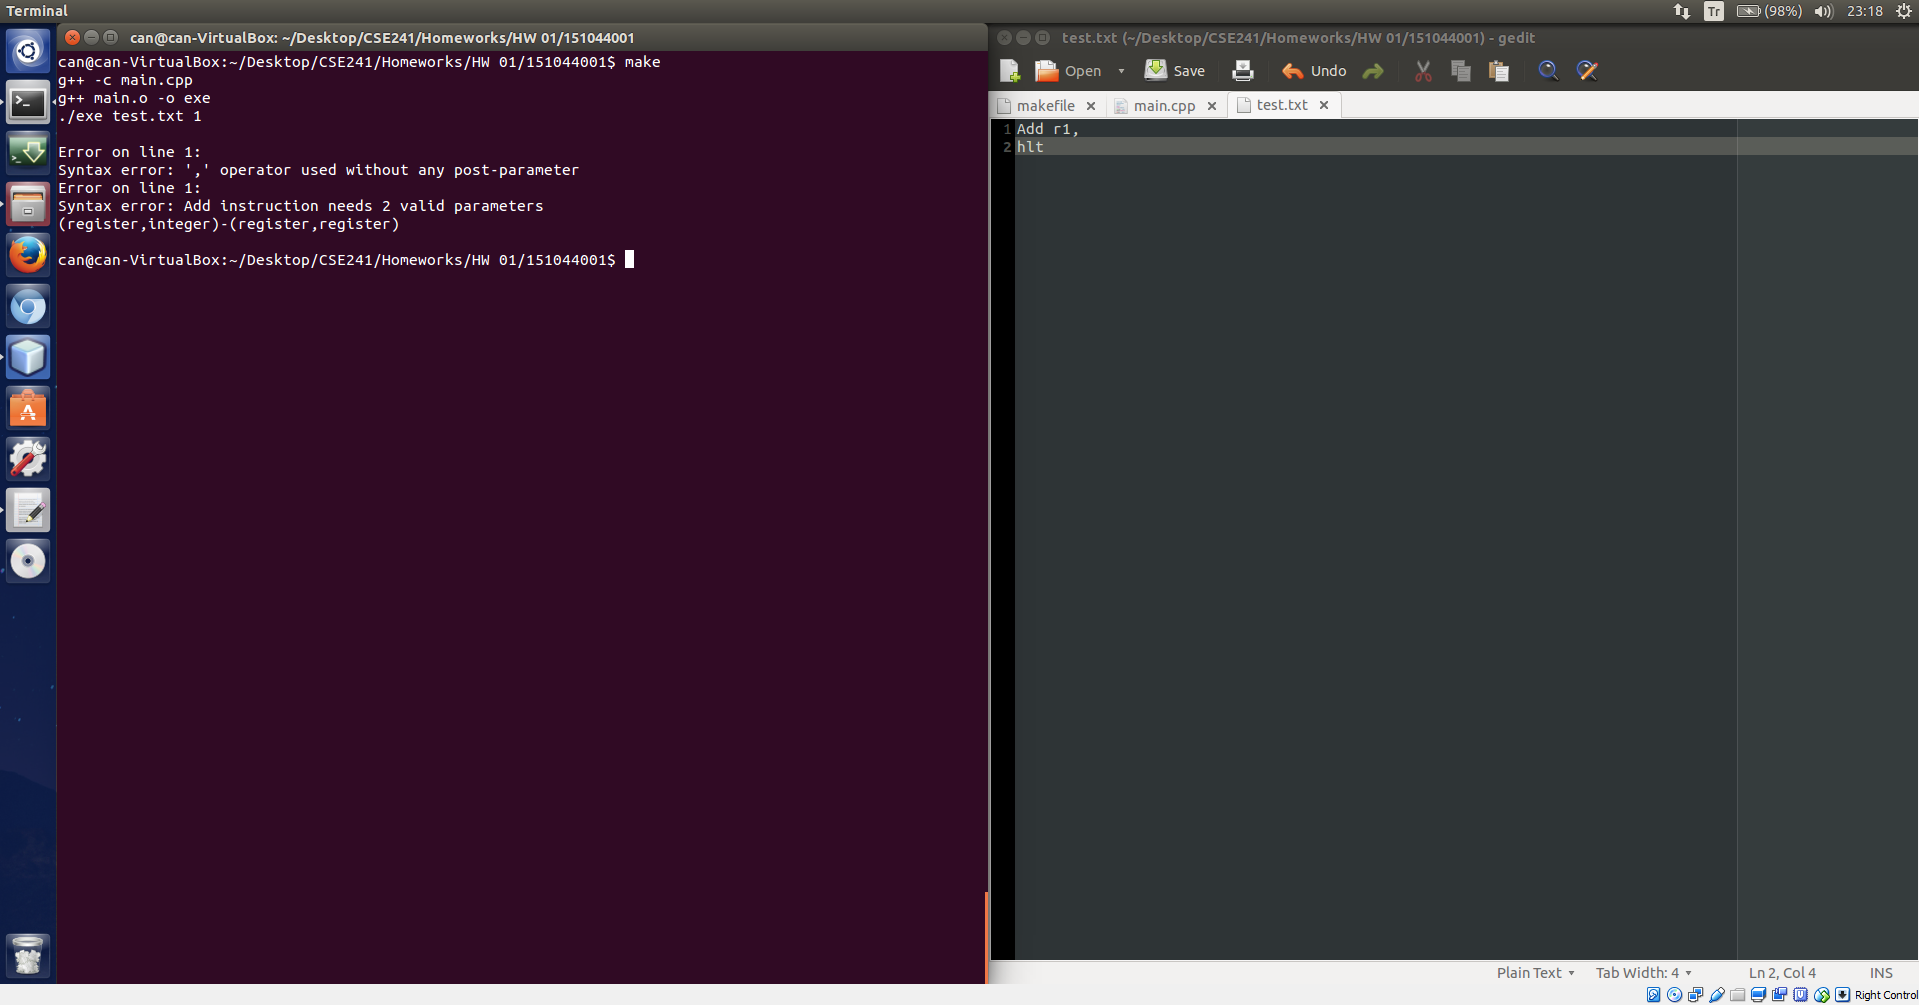 Terminal
Tr
(98%)
23:18
can@can-VirtualBox: ~/Desktop/CSE241/Homeworks/HW 01/151044001
can@can-VirtualBox:~/Desktop/CSE241/Homeworks/HW 01/151044001$ make
g++ -c main.cpp
g++ main.o -o exe
./exe test.txt 1
Error on line 1:
Syntax error: ',' operator used without any post-parameter
Error on line 1:
Syntax error: Add instruction needs 2 valid parameters
(register,integer)-(register,register)
can@can-VirtualBox:~/Desktop/CSE241/Homeworks/HW 01/151044001$
test.txt (~/Desktop/CSE241/Homeworks/HW 01/151044001) - gedit
Open Save Undo
makefile main.cpp test.txt
1 Add r1,
2 hlt
Plain Text Tab Width: 4 Ln 2, Col 4 INS
Right Control